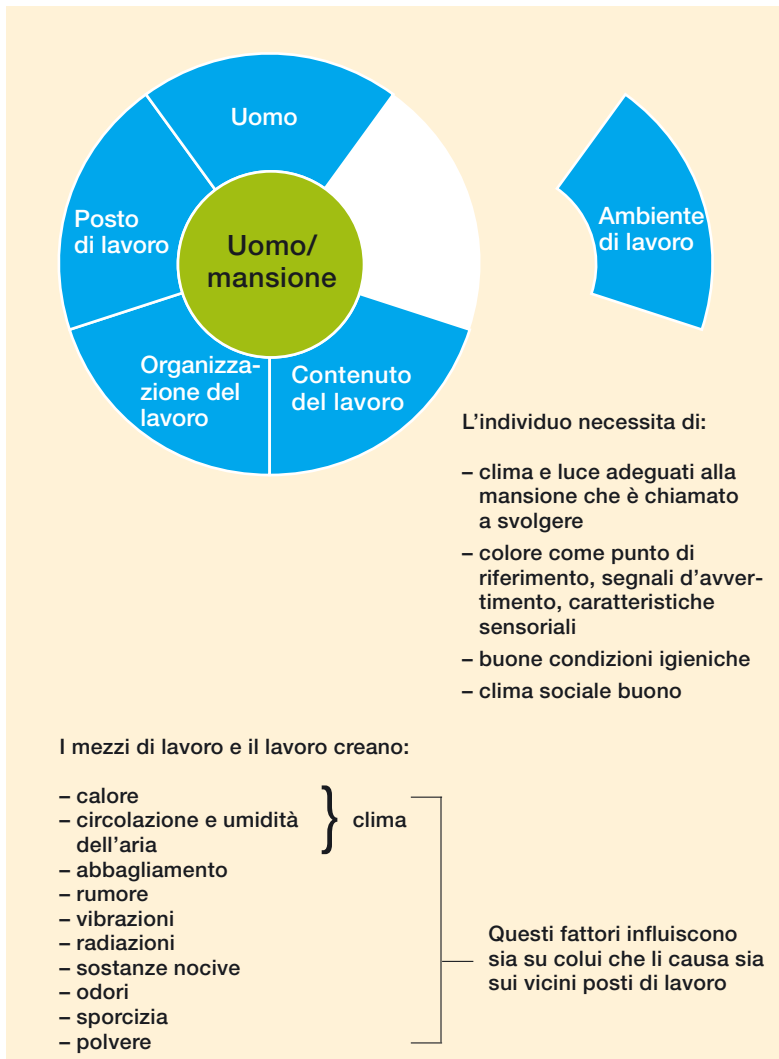 Uomo
Posto
di lavoro
Uomo/
mansione
Ambiente
di lavoro
Organizza-
zione del
lavoro
Contenuto
del lavoro
L’individuo necessita di:
– clima e luce adeguati alla
mansione che è chiamato
a svolgere
– colore come punto di
riferimento, segnali d’avver-
timento, caratteristiche
sensoriali
– buone condizioni igieniche
– clima sociale buono
I mezzi di lavoro e il lavoro creano:
– calore
– circolazione e umidità
dell’aria
} clima
– abbagliamento
– rumore
– vibrazioni
– radiazioni
– sostanze nocive
– odori
– sporcizia
– polvere
Questi fattori influiscono
sia su colui che li causa sia
sui vicini posti di lavoro